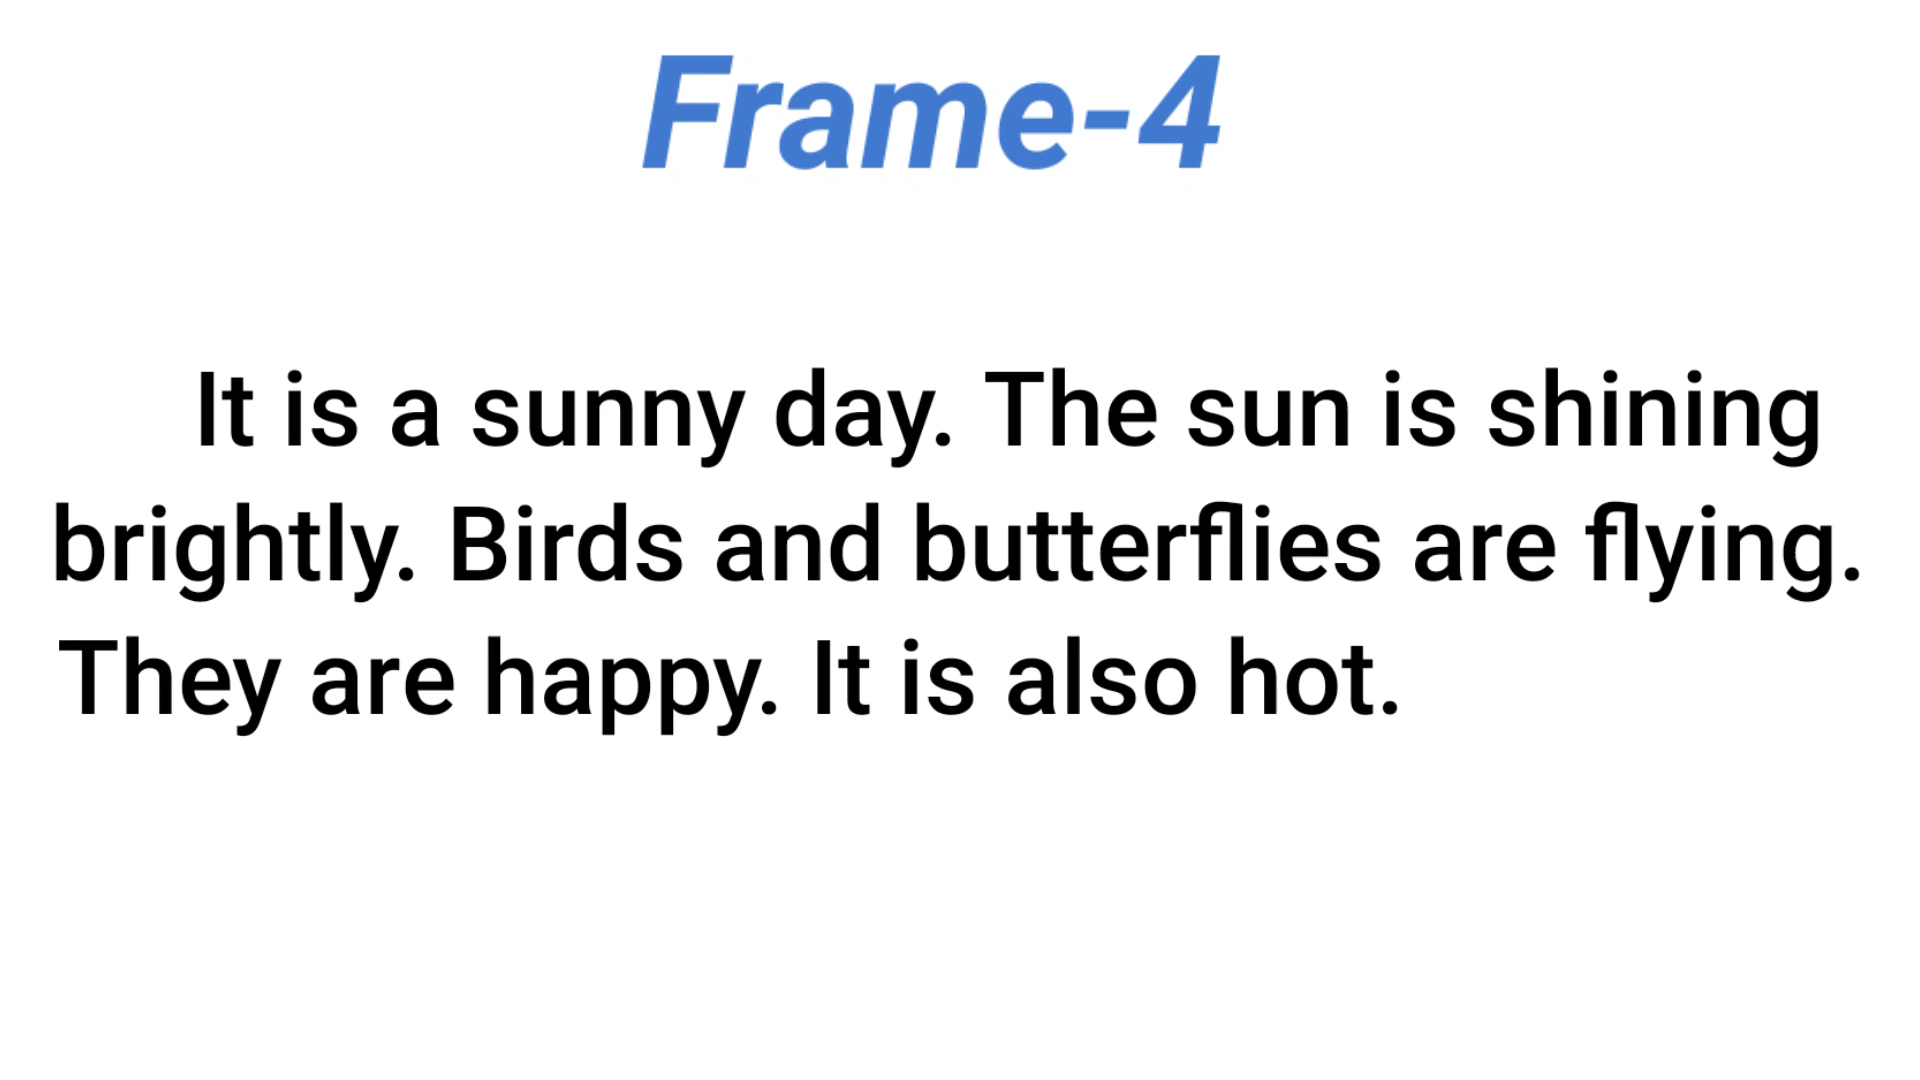 Frame-4
It is a sunny day. The sun is shining
brightly. Birds and butterflies are flying.
They are happy. It is also hot.